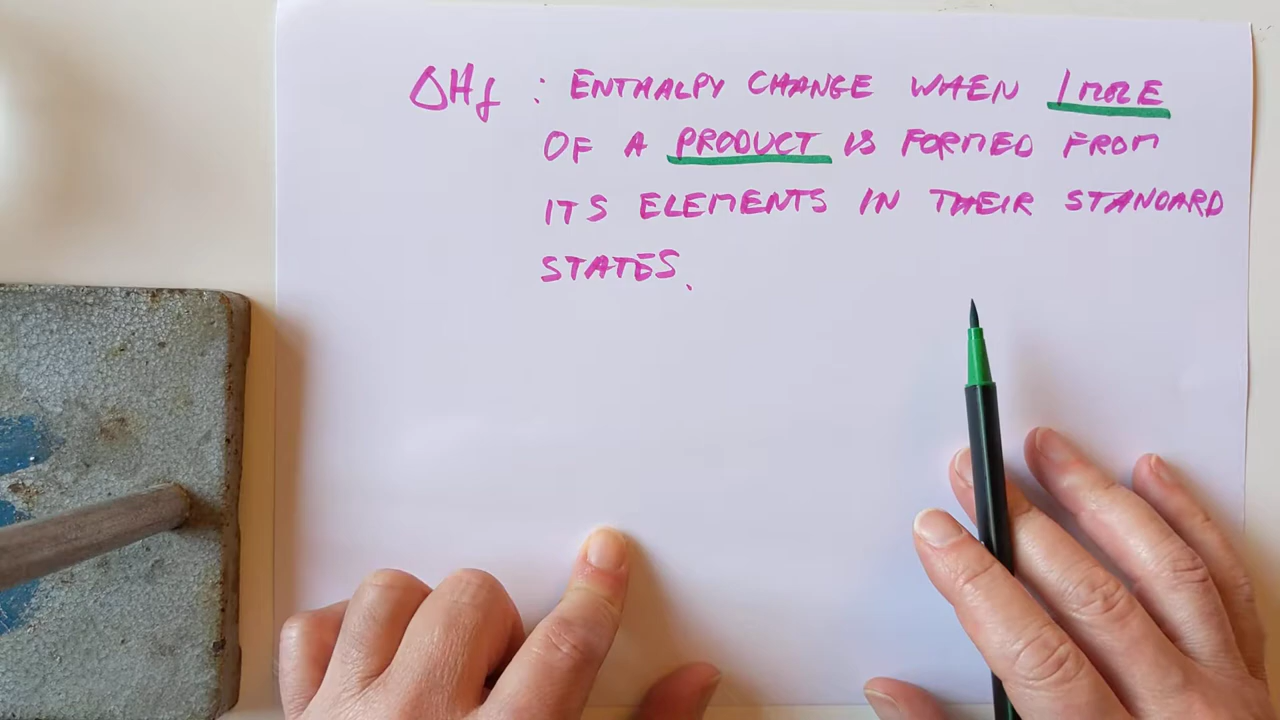 ΔHf : ENTHALPY CHANGE WHEN 1 MOLE
OF A PRODUCT IS FORMED FROM
ITS ELEMENTS IN THEIR STANDARD
STATES.